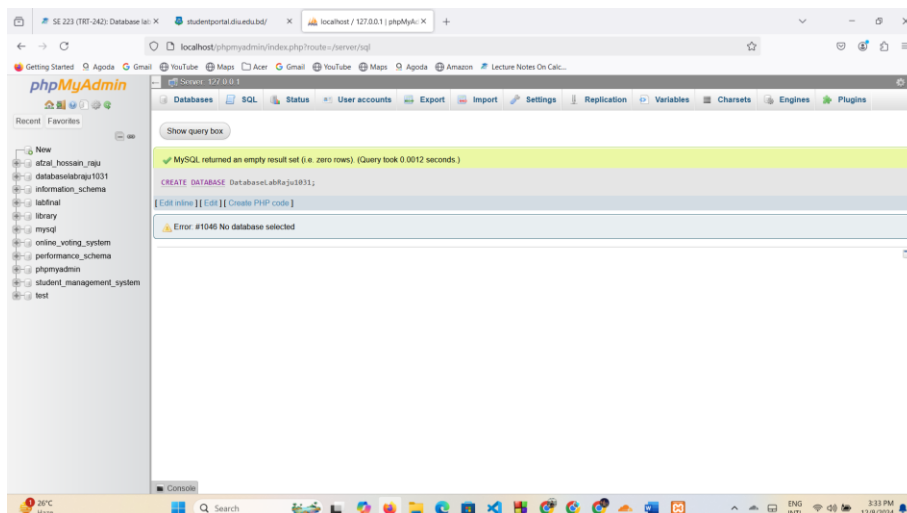 SE 223 (TRT-242): Database lab
studentportal.diu.edu.bd/
localhost / 127.0.0.1 | phpMyAd
localhost/phpmyadmin/index.php?route=/server/sql
Getting Started Agoda Gmail YouTube Maps Acer Gmail YouTube Maps Agoda Amazon Lecture Notes On Calc...
phpMyAdmin
Recent Favorites
New
afzal_hossain_raju
databaselabraju1031
information_schema
labfinal
library
mysql
online_voting_system
performance_schema
phpmyadmin
student_management_system
test
Server: 127.0.0.1
Databases SQL Status User accounts Export Import Settings Replication Variables Charsets Engines Plugins
Show query box
MySQL returned an empty result set (i.e. zero rows). (Query took 0.0012 seconds.)
CREATE DATABASE DatabaseLabRaju1031;
[ Edit inline ] [ Edit ] [ Create PHP code ]
Error: #1046 No database selected
Console
26°C
Search
ENG
INTL
3:33 PM
12/8/2024